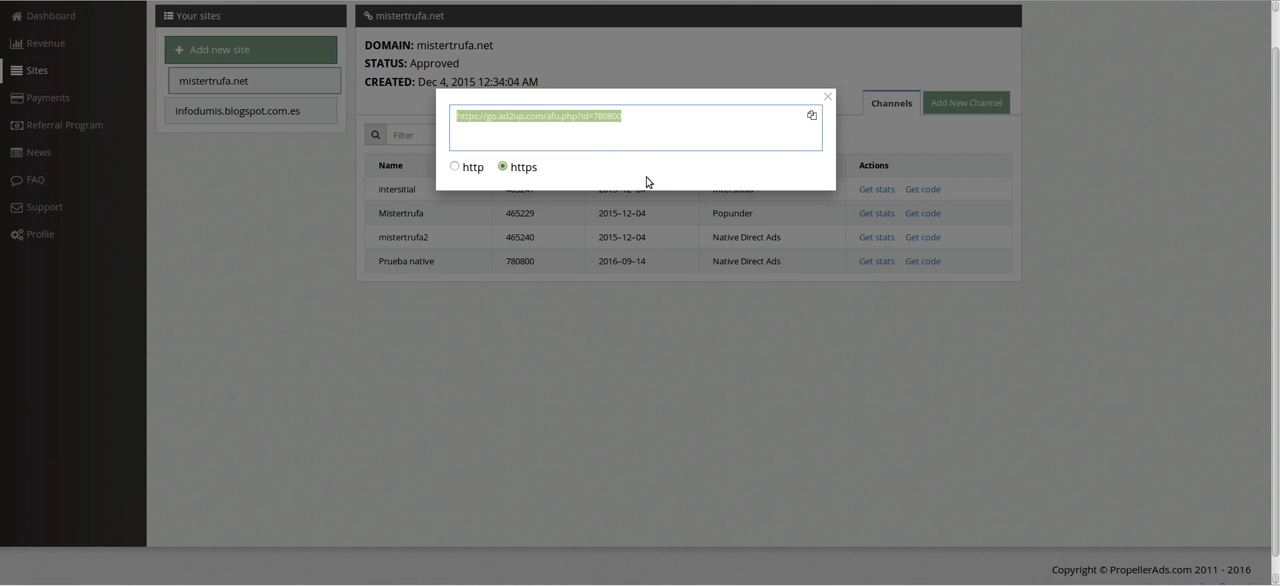 Dashboard
Revenue
Sites
Payments
Referral Program
News
FAQ
Support
Profile
Your sites
Add new site
mistertrufa.net
infodumis.blogspot.com.es
mistertrufa.net
DOMAIN: mistertrufa.net
STATUS: Approved
CREATED: Dec 4, 2015 12:34:04 AM
https://go.ad2up.com/afu.php?id=780800
http https
Channels Add New Channel
Filter
Name Actions
intersitial 465241 2015-12-04 Interstitial Get stats Get code
Mistertrufa 465229 2015-12-04 Popunder Get stats Get code
mistertrufa2 465240 2015-12-04 Native Direct Ads Get stats Get code
Prueba native 780800 2016-09-14 Native Direct Ads Get stats Get code
Copyright © PropellerAds.com 2011 - 2016